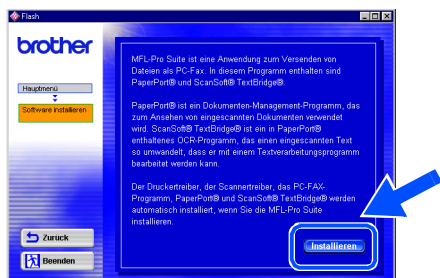 Flash
brother
Hauptmenü
Software installieren
MFL-Pro Suite ist eine Anwendung zum Versenden von
Dateien als PC-Fax. In diesem Programm enthalten sind
PaperPort® und ScanSoft® TextBridge®.
PaperPort® ist ein Dokumenten-Management-Programm, das
zum Ansehen von eingescannten Dokumenten verwendet
wird. ScanSoft® TextBridge® ist ein in PaperPort®
enthaltenes OCR-Programm, das einen eingescannten Text
so umwandelt, dass er mit einem Textverarbeitungsprogramm
bearbeitet werden kann.
Der Druckertreiber, der Scannertreiber, das PC-FAX-
Programm, PaperPort® und ScanSoft® TextBridge® werden
automatisch installiert, wenn Sie die MFL-Pro Suite
installieren.
Zurück
Beenden
Installieren